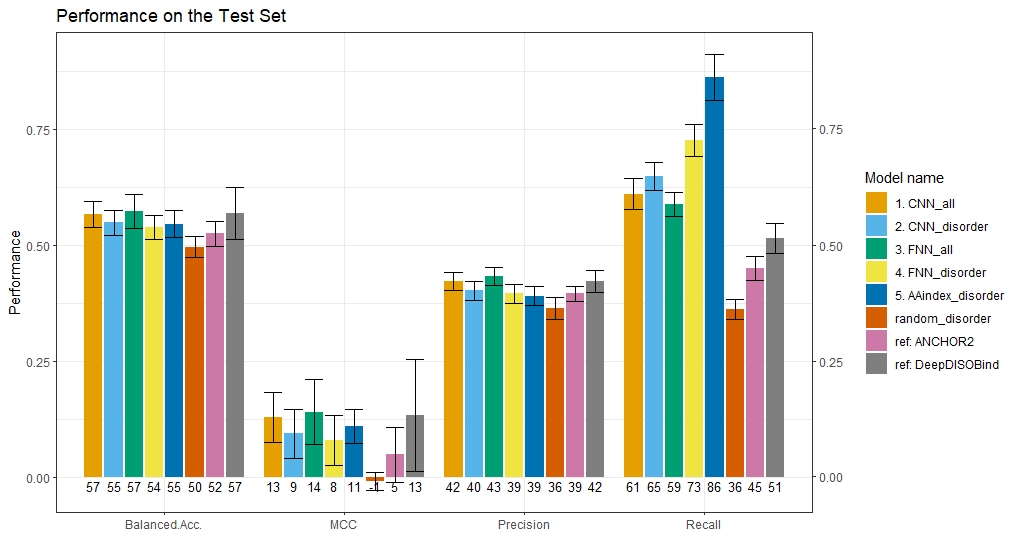 Performance on the Test Set
Performance
0.75
0.50
0.25
0.00
0.75
0.50
0.25
0.00
57 55 57 54 55 50 52 57
13 9 14 8 11 -1 5 13
42 40 43 39 39 36 39 42
61 65 59 73 86 36 45 51
Balanced.Acc.
MCC
Precision
Recall
Model name
1. CNN_all
2. CNN_disorder
3. FNN_all
4. FNN_disorder
5. AAindex_disorder
random_disorder
ref: ANCHOR2
ref: DeepDISOBind